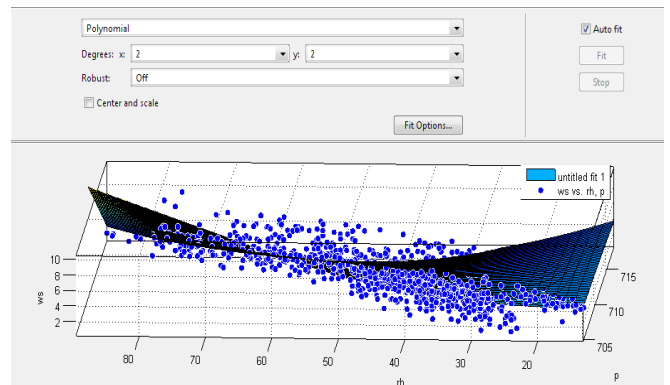 Polynomial
Auto fit
Degrees: x: 2 y: 2
Fit
Robust: Off
Stop
Center and scale
Fit Options...
untitled fit 1
ws vs. rh, p
10
8
6
4
2
ws
80 70 60 50 40 30 20
rh
715
710
705
p